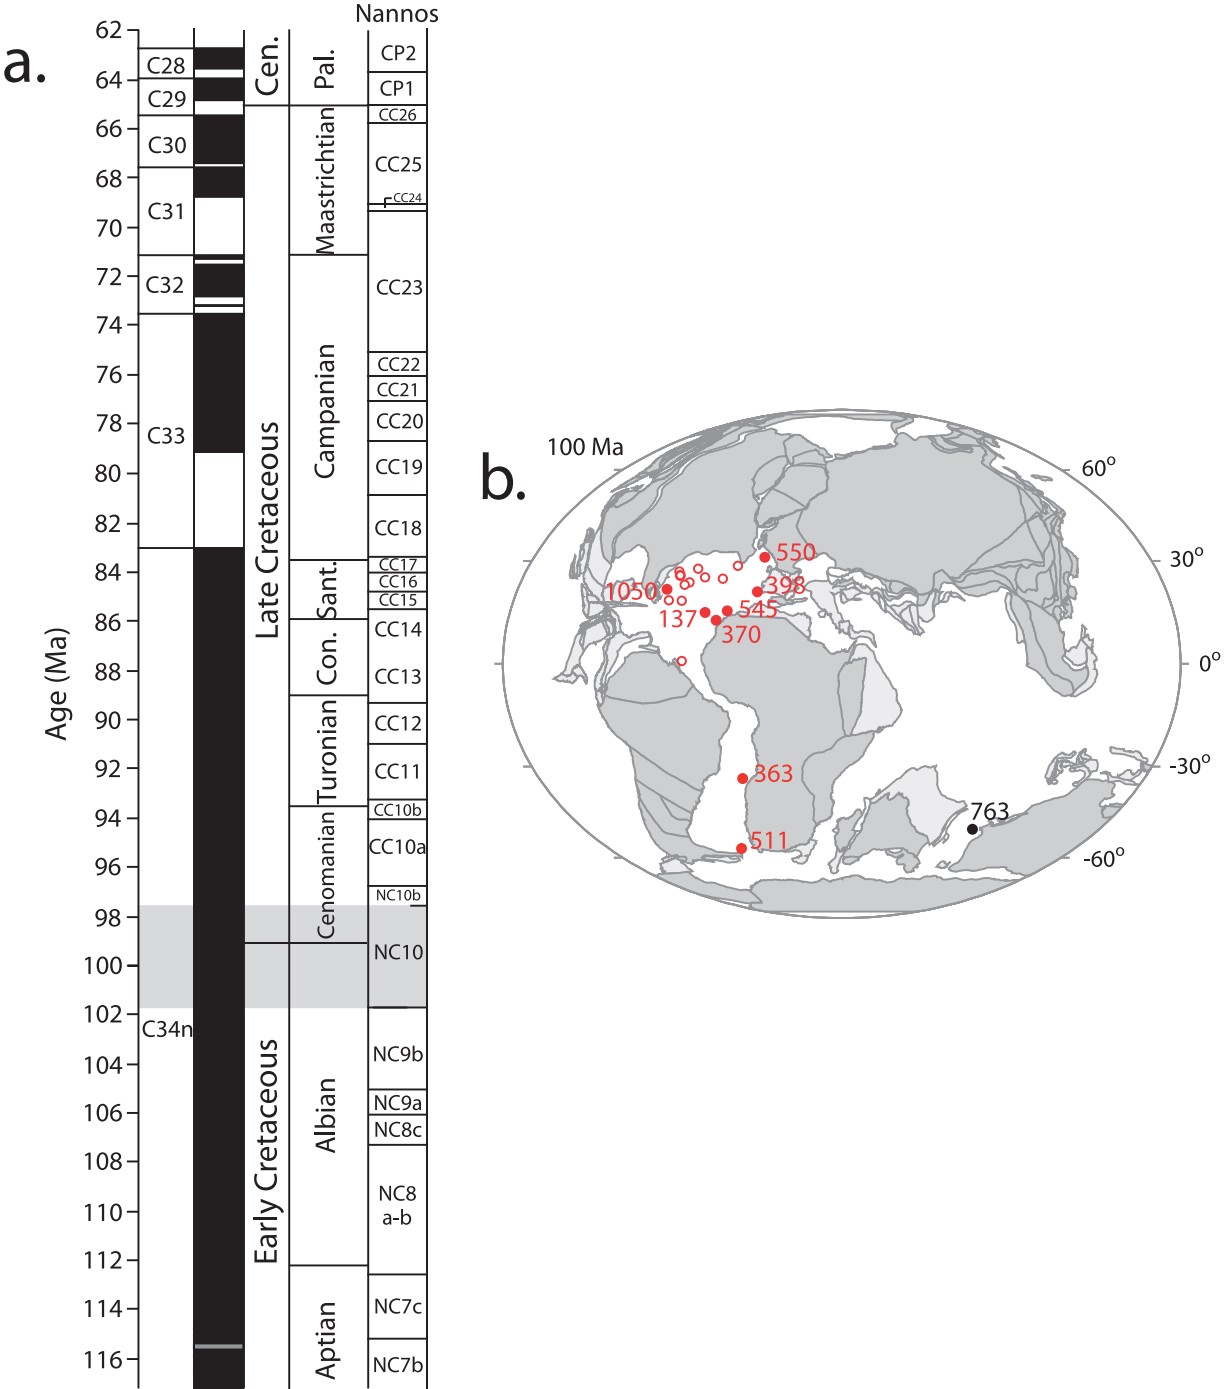 a.
Nannos
62
64
66
68
70
72
74
76
78
80
82
84
86
88
90
92
94
96
98
100
102
104
106
108
110
112
114
116
Age (Ma)
C28
C29
C30
C31
C32
C33
C34n
Cen.
Late Cretaceous
Early Cretaceous
Pal.
Maastrichtian
Campanian
Sant.
Con.
Turonian
Cenomanian
Albian
Aptian
CP2
CP1
CC26
CC25
CC24
CC23
CC22
CC21
CC20
CC19
CC18
CC17
CC16
CC15
CC14
CC13
CC12
CC11
CC10b
CC10a
NC10b
NC10
NC9b
NC9a
NC8c
NC8
a-b
NC7c
NC7b
b.
100 Ma
60°
30°
0°
-30°
-60°
550
398
1050
545
137
370
363
763
511